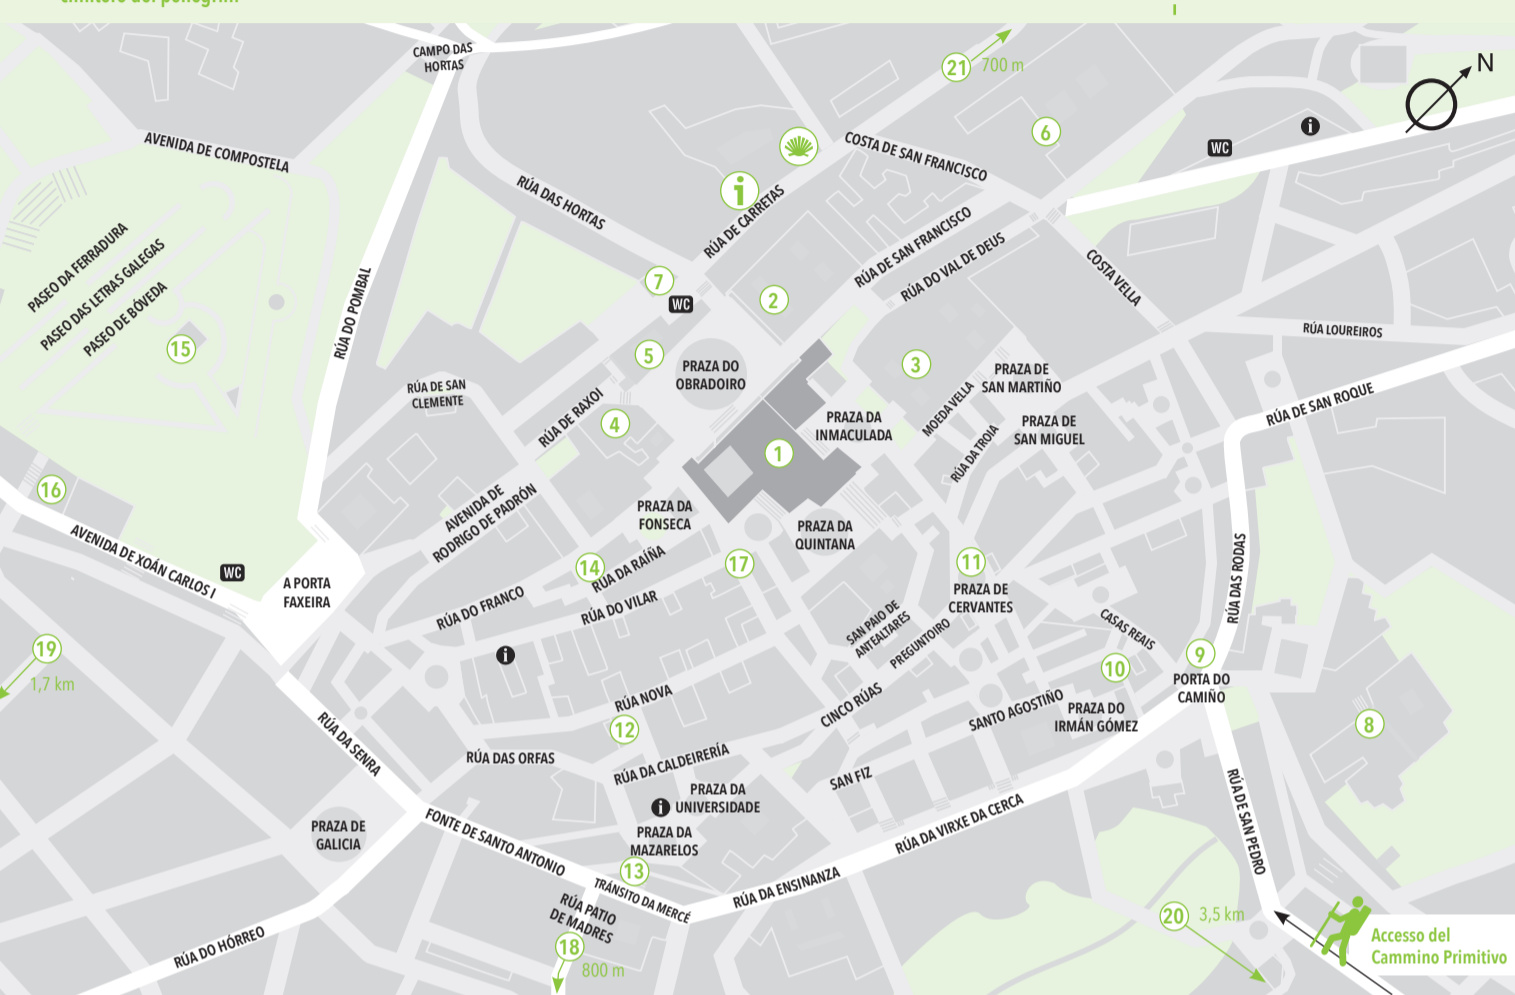 CAMPO DAS
HORTAS
21
700 m
N
AVENIDA DE COMPOSTELA
COSTA DE SAN FRANCISCO
6
WC
i
i
RÚA DAS HORTAS
RÚA DE CARRETAS
RÚA DE SAN FRANCISCO
RÚA DO VAL DE DEUS
COSTA VELLA
PASEO DA FERRADURA
PASEO DAS LETRAS GALEGAS
PASEO DE BÓVEDA
15
RÚA DO POMBAL
7
WC
2
5
PRAZA DO
OBRADOIRO
3
RÚA LOUREIROS
RÚA DE SAN
CLEMENTE
RÚA DE RAXOI
4
PRAZA DA
INMACULADA
MOEDA VELLA
PRAZA DE
SAN MARTIÑO
RÚA DA TROIA
PRAZA DE
SAN MIGUEL
RÚA DE SAN ROQUE
1
16
AVENIDA DE XOÁN CARLOS I
WC
A PORTA
FAXEIRA
AVENIDA DE
RODRIGO DE PADRÓN
PRAZA DA
FONSECA
PRAZA DA
QUINTANA
14
RÚA DA RAÍÑA
17
11
PRAZA DE
CERVANTES
RÚA DAS RODAS
RÚA DO FRANCO
RÚA DO VILAR
SAN PAIO DE
ANTEALTARES
PREGUNTOIRO
CASAS REAIS
19
1,7 km
i
10
9
PORTA DO
CAMIÑO
RÚA NOVA
12
CINCO RÚAS
SANTO AGOSTIÑO
PRAZA DO
IRMÁN GÓMEZ
8
RÚA DA SENRA
RÚA DAS ORFAS
RÚA DA CALDEIRERÍA
SAN FIZ
i
PRAZA DA
UNIVERSIDADE
PRAZA DE
GALICIA
FONTE DE SANTO ANTONIO
PRAZA DA
MAZARELOS
13
RÚA DA VIRXE DA CERCA
RÚA DE SAN PEDRO
TRÁNSITO DA MERCÉ
RÚA DA ENSINANZA
RÚA PATIO
DE MADRES
18
800 m
RÚA DO HÓRREO
20
3,5 km
Accesso del
Cammino Primitivo